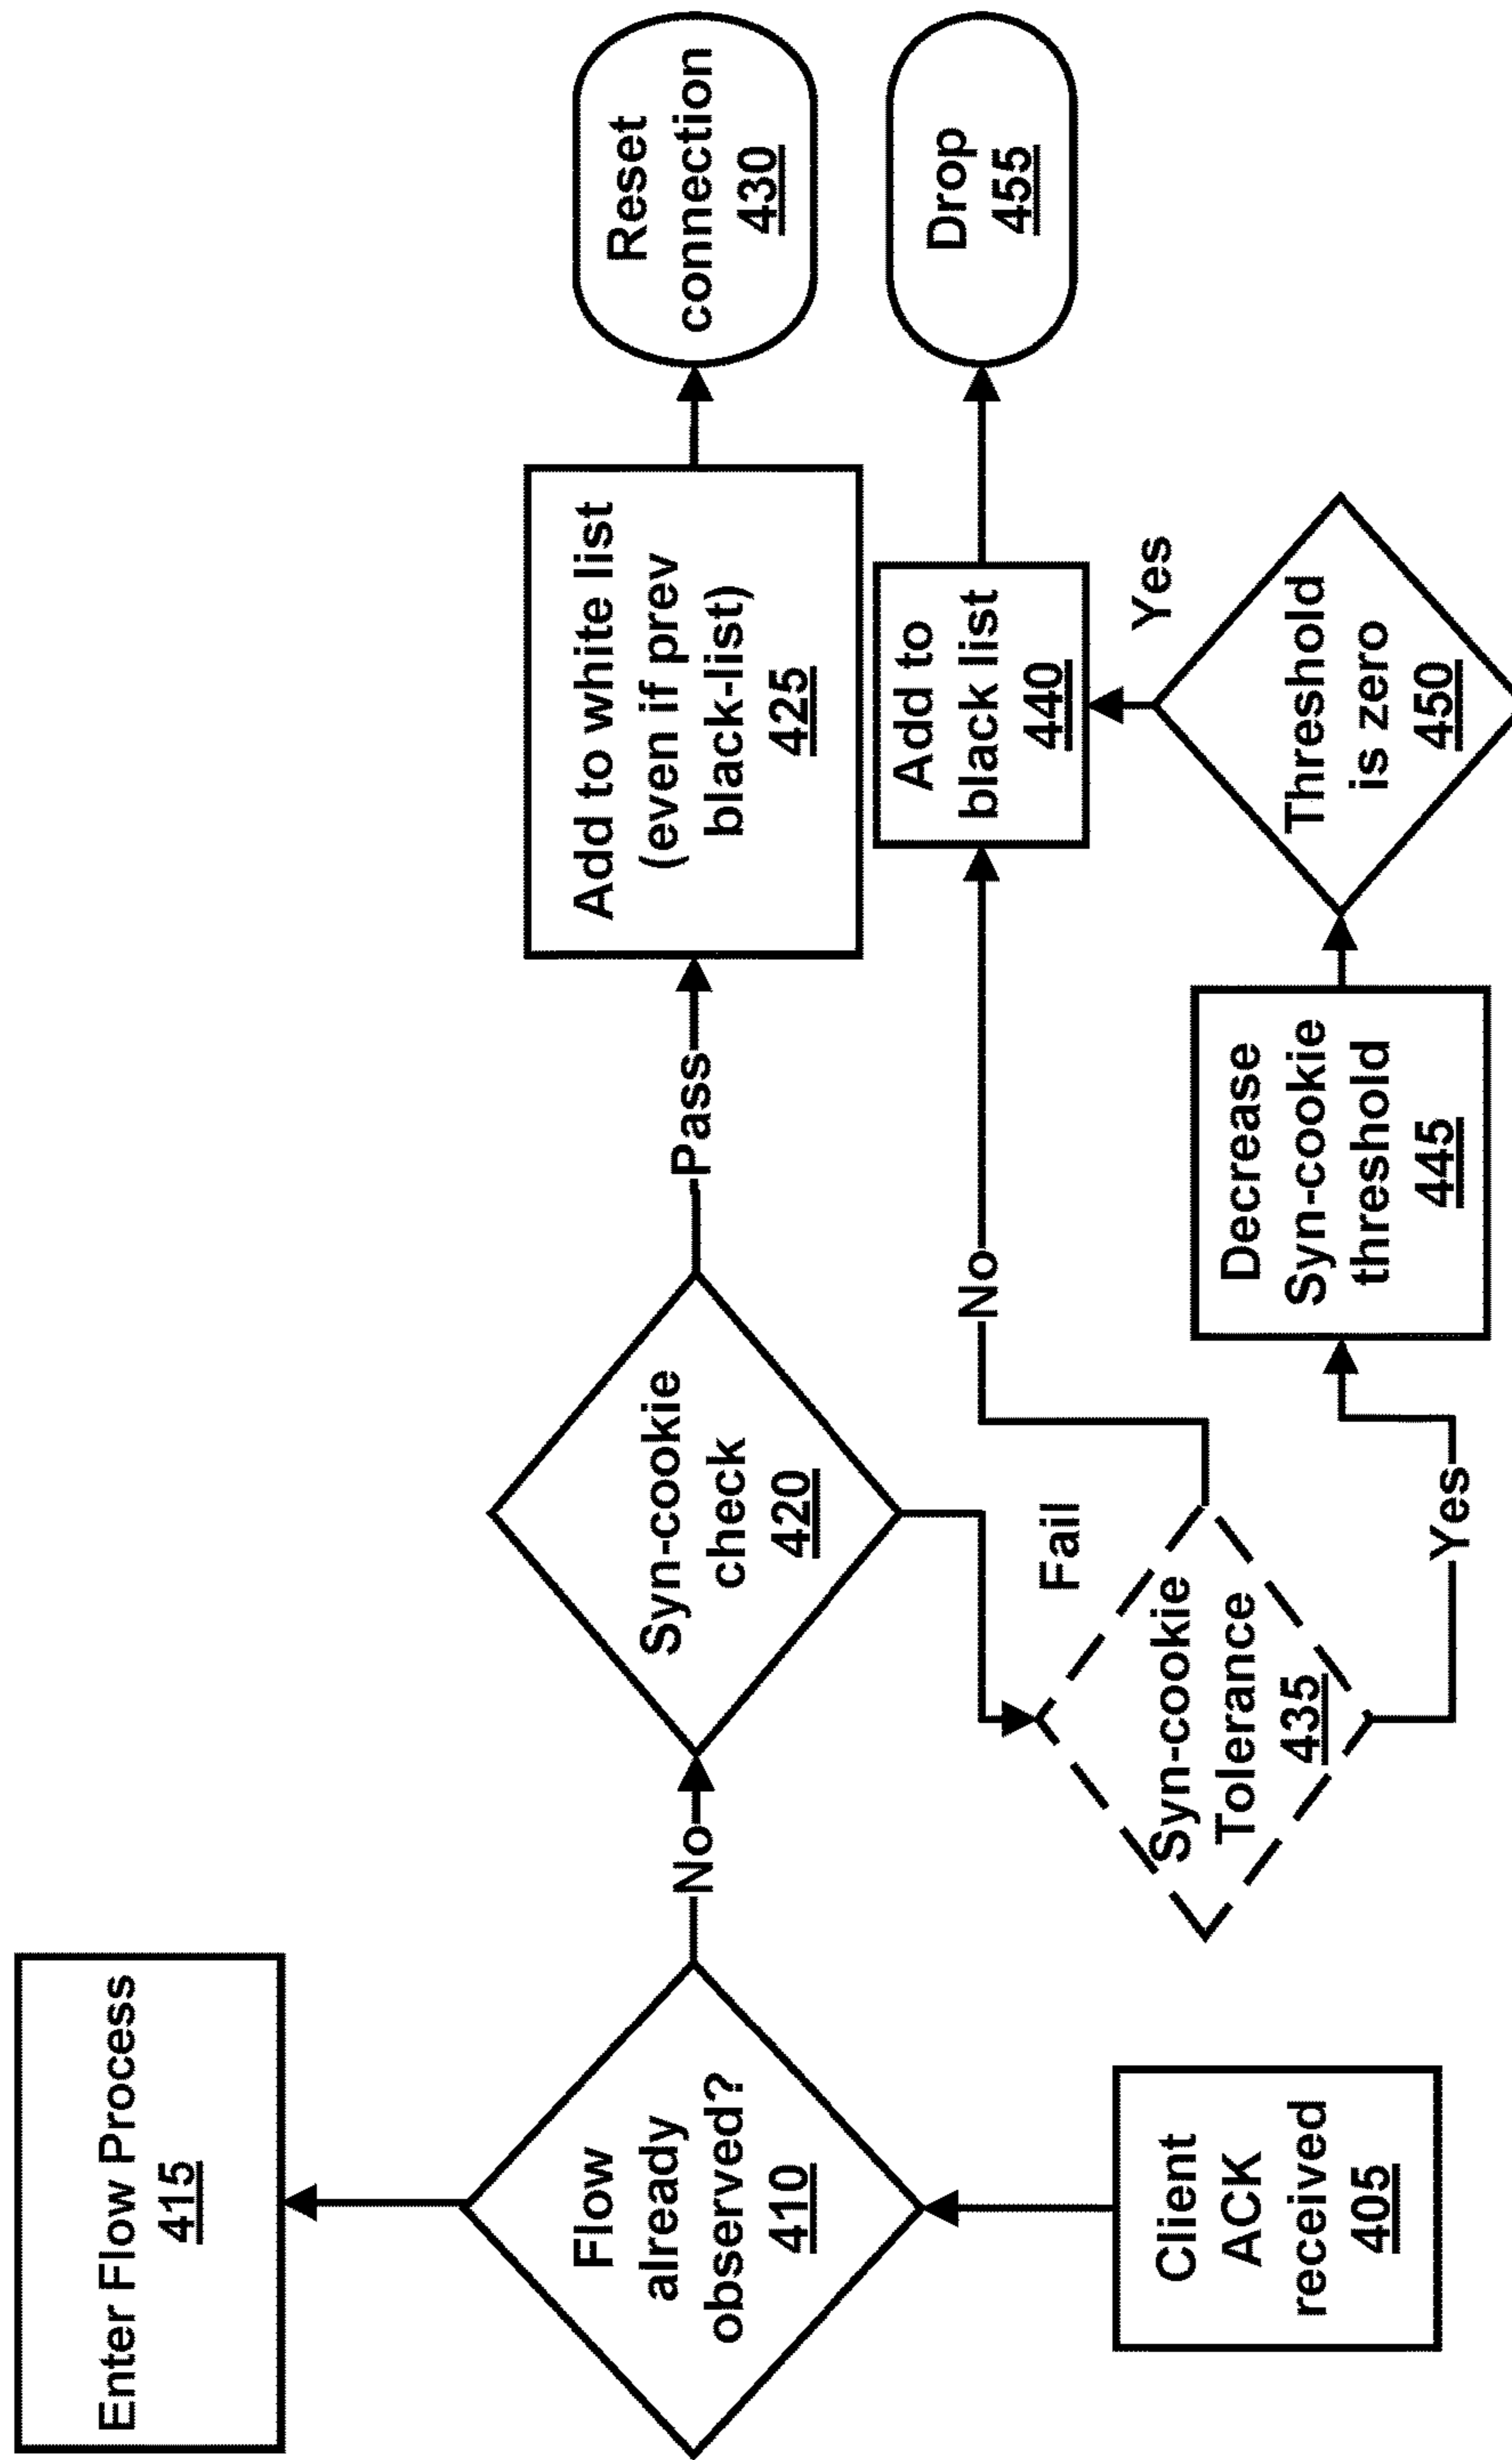 Enter Flow Process
415
Flow
already
observed?
410
Client
ACK
received
405
No
Syn-cookie
check
420
Pass
Add to white list
(even if prev
black-list)
425
Reset
connection
430
Fail
Syn-cookie
Tolerance
435
No
Add to
black list
440
Drop
455
Yes
Decrease
Syn-cookie
threshold
445
Threshold
is zero
450
Yes